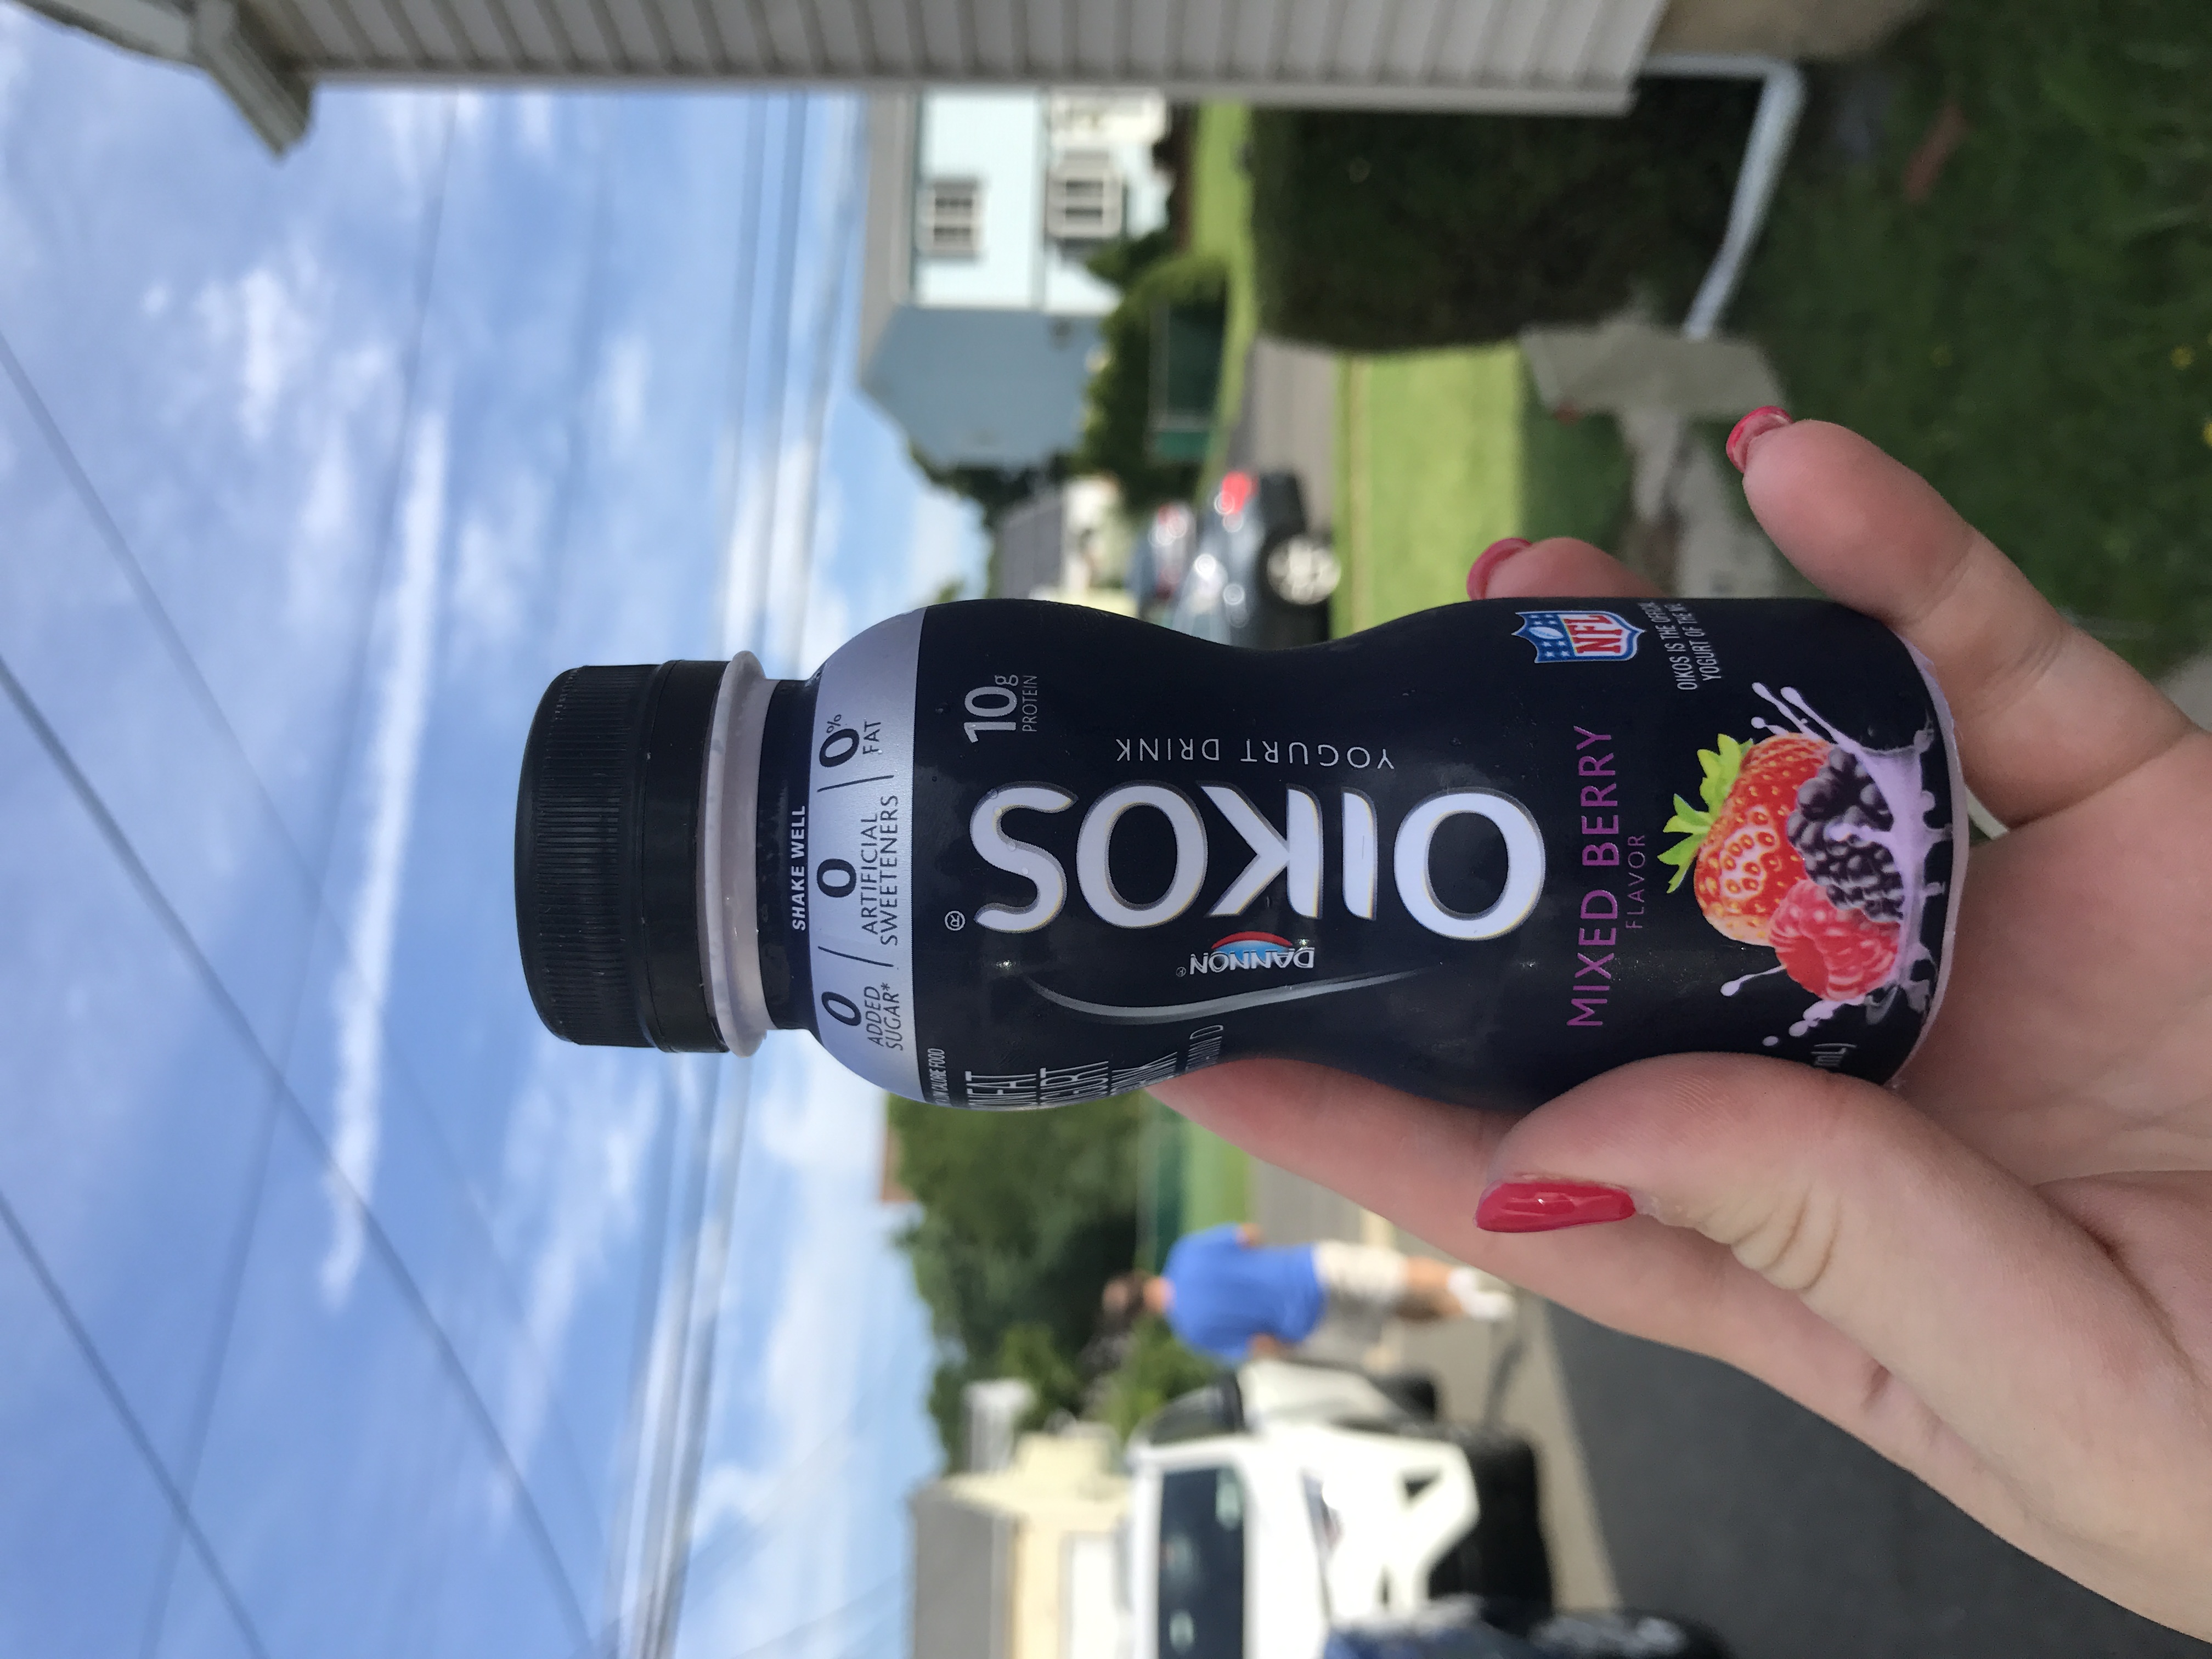 SHAKE WELL
0 | 0 | 0%
ADDED ARTIFICIAL FAT
SUGAR* SWEETENERS
10g
PROTEIN
DANNON®
OIKOS®
YOGURT DRINK
MIXED BERRY
FLAVOR
NFL
OIKOS IS THE
YOGURT OF THE